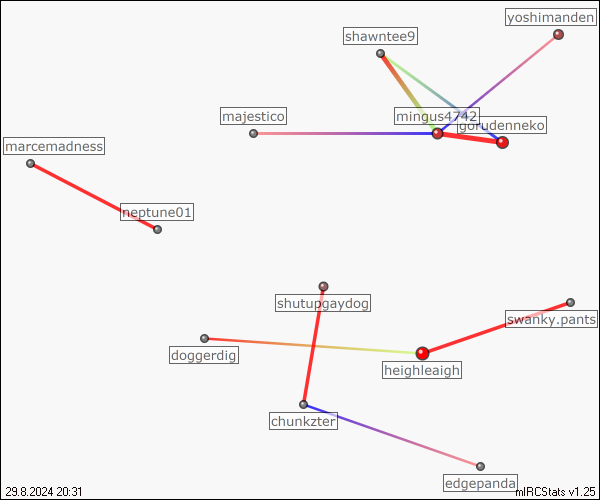 yoshimanden
shawntee9
majestico
mingus4742
gorudenneko
marcemadness
neptune01
shutupgaydog
swanky.pants
doggerdig
heighleaigh
chunkzter
edgepanda
29.8.2024 20:31
mIRCStats v1.25